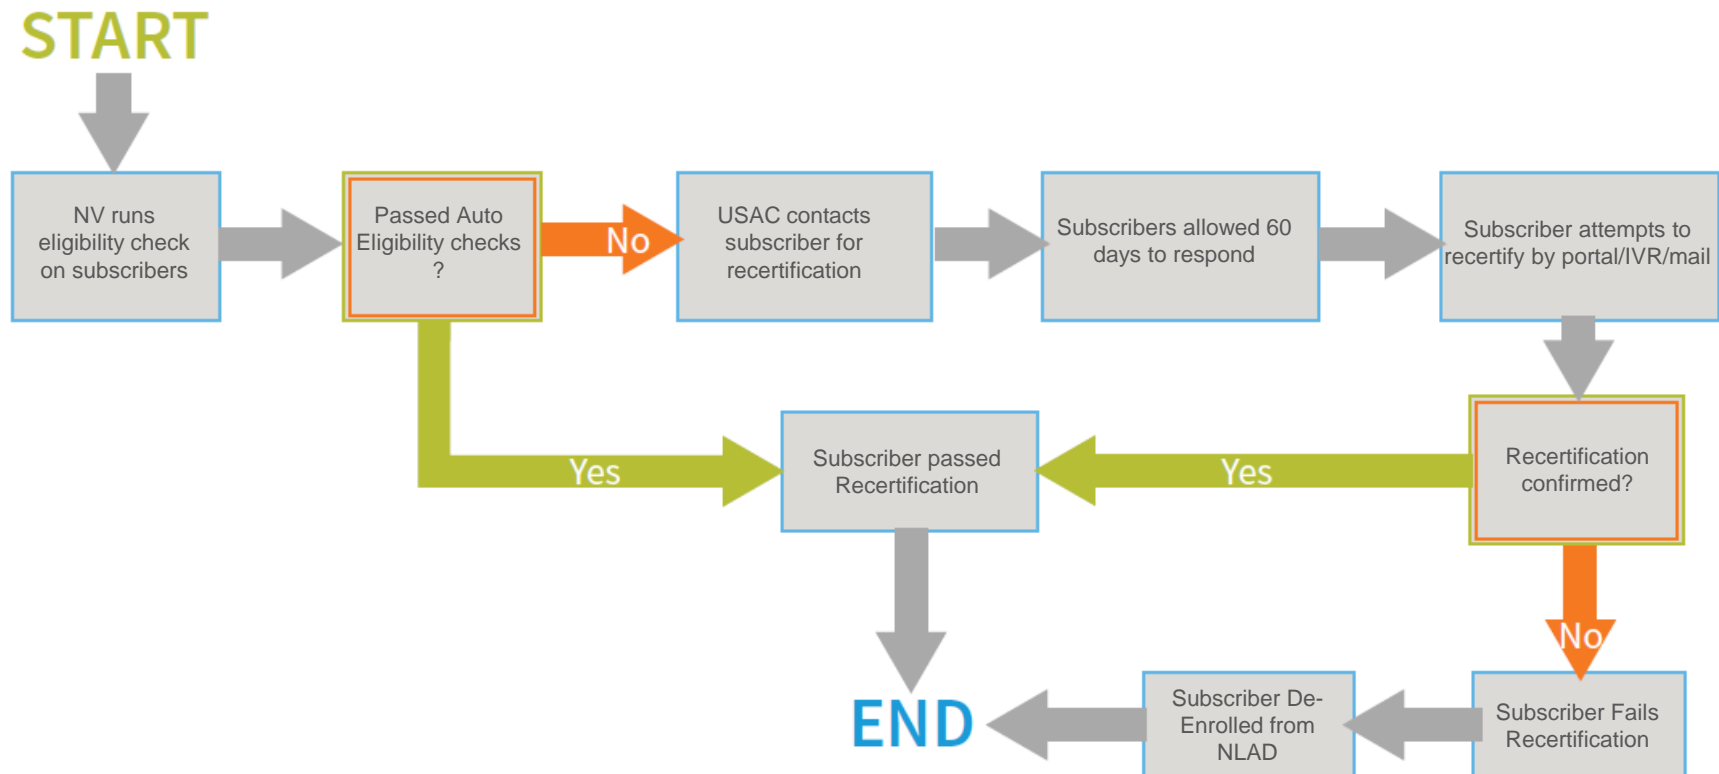 START
NV runs
eligibility check
on subscribers
Passed Auto
Eligibility checks
?
No
USAC contacts
subscriber for
recertification
Subscribers allowed 60
days to respond
Subscriber attempts to
recertify by portal/IVR/mail
Yes
Subscriber passed
Recertification
Yes
Recertification
confirmed?
No
END
Subscriber De-
Enrolled from
NLAD
Subscriber Fails
Recertification